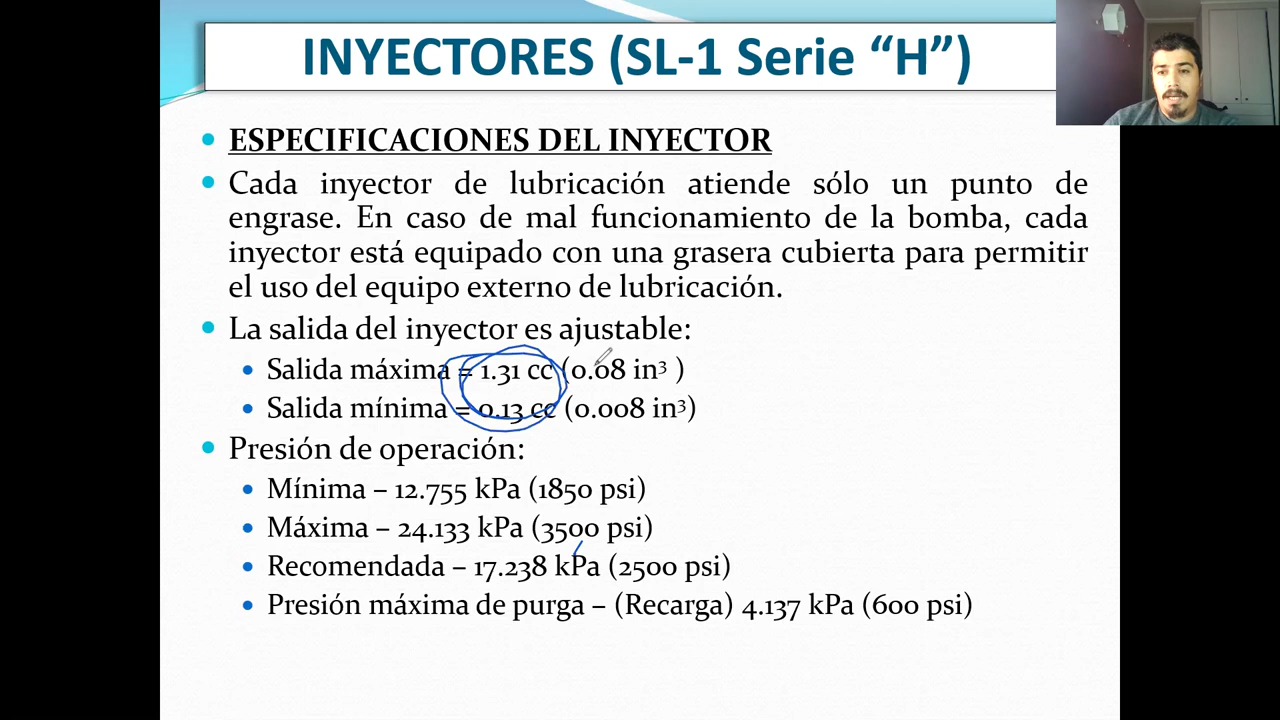 INYECTORES (SL-1 Serie “H”)
• ESPECIFICACIONES DEL INYECTOR
• Cada inyector de lubricación atiende sólo un punto de
engrase. En caso de mal funcionamiento de la bomba, cada
inyector está equipado con una grasera cubierta para permitir
el uso del equipo externo de lubricación.
• La salida del inyector es ajustable:
• Salida máxima = 1.31 cc (0.08 in³ )
• Salida mínima = 0.13 cc (0.008 in³)
• Presión de operación:
• Mínima – 12.755 kPa (1850 psi)
• Máxima – 24.133 kPa (3500 psi)
• Recomendada – 17.238 kPa (2500 psi)
• Presión máxima de purga – (Recarga) 4.137 kPa (600 psi)